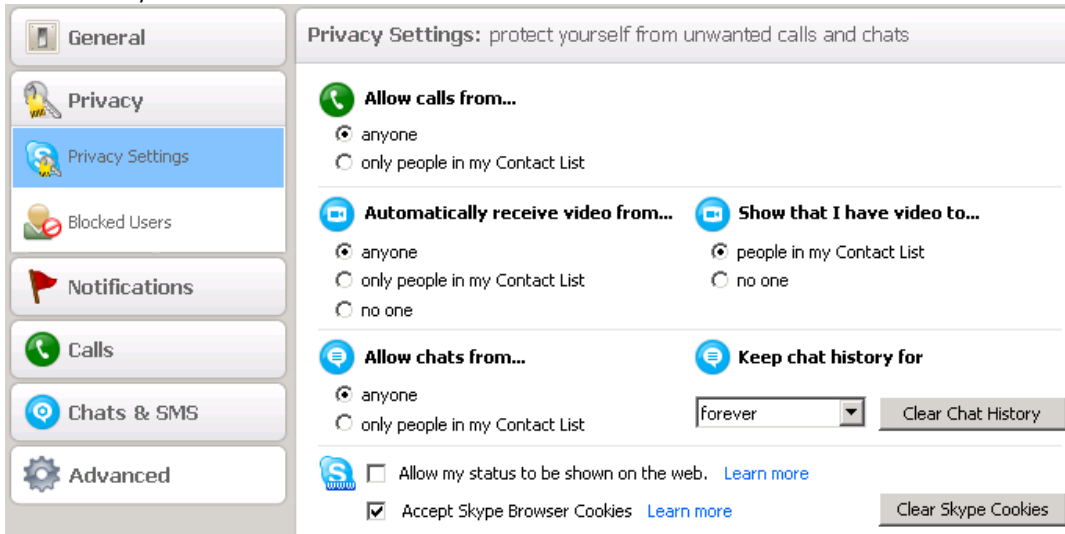 General
Privacy
Privacy Settings
Blocked Users
Notifications
Calls
Chats & SMS
Advanced
Privacy Settings: protect yourself from unwanted calls and chats
Allow calls from...
anyone
only people in my Contact List
Automatically receive video from...
anyone
only people in my Contact List
no one
Show that I have video to...
people in my Contact List
no one
Allow chats from...
anyone
only people in my Contact List
Keep chat history for
forever
Clear Chat History
Allow my status to be shown on the web. Learn more
Accept Skype Browser Cookies Learn more
Clear Skype Cookies